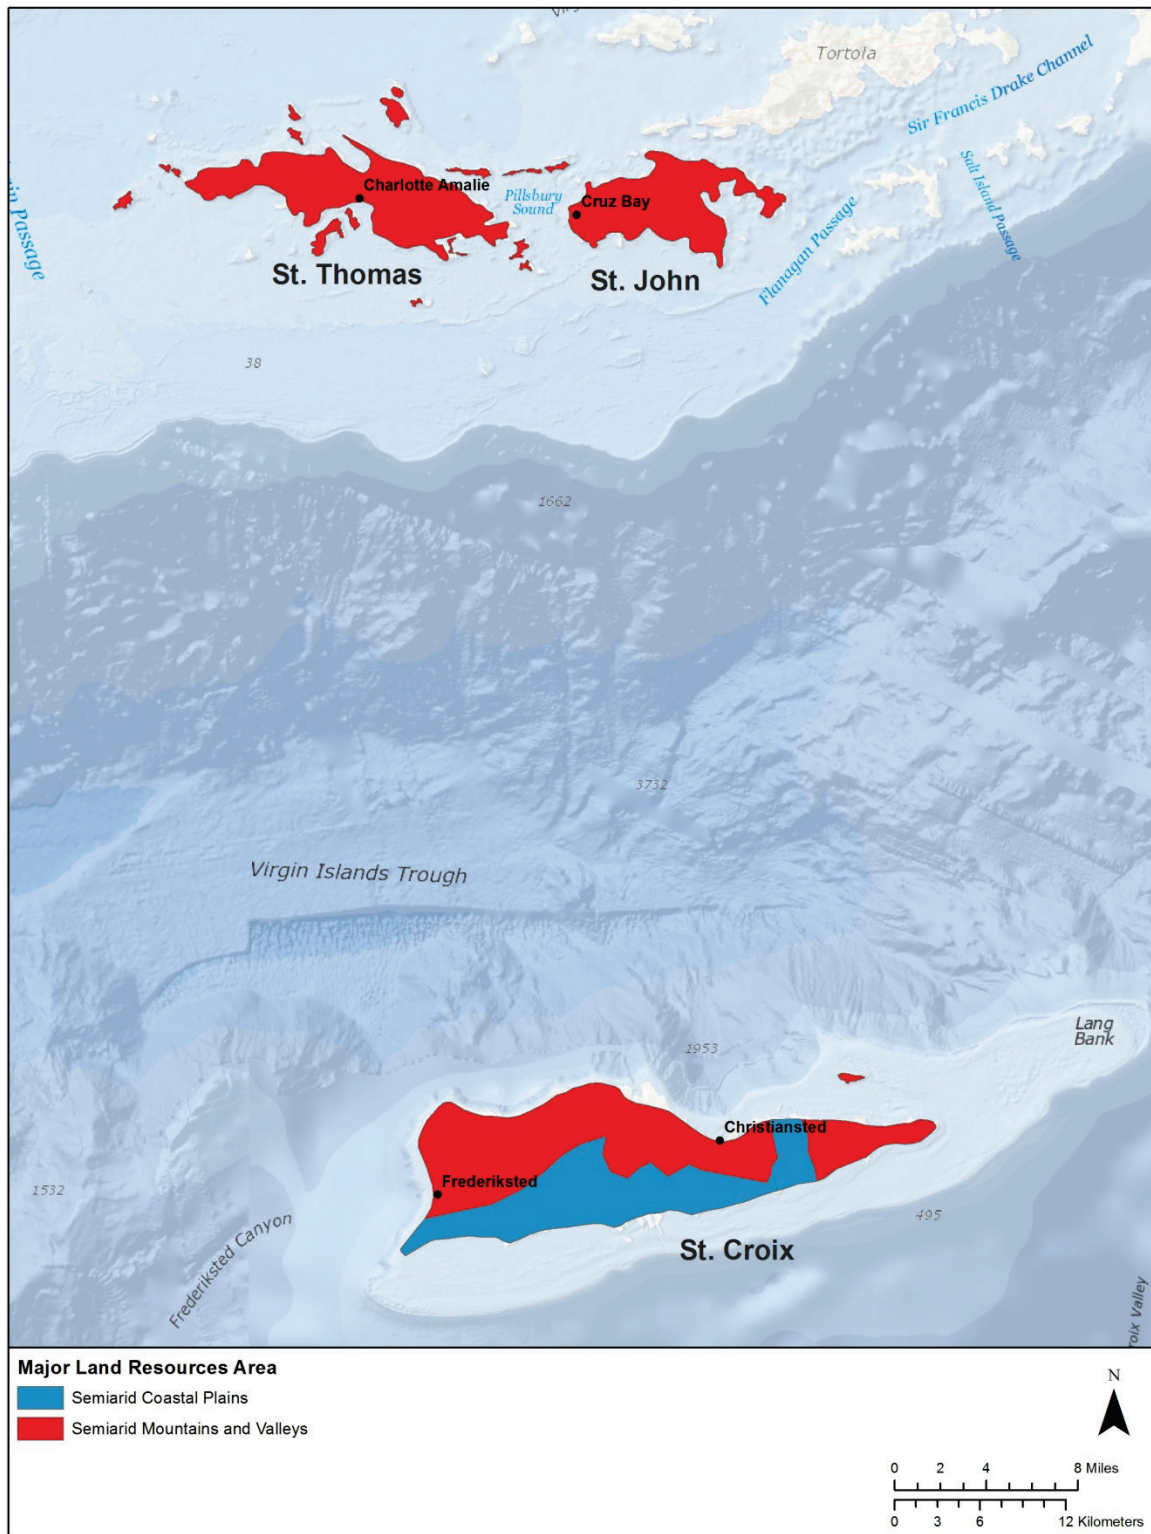 Tortola
Sir Francis Drake Channel
Salt Island Passage
Flanagan Passage
Passage
Charlotte Amalie
Pillsbury
Sound
Cruz Bay
St. Thomas
St. John
38
1662
3732
Virgin Islands Trough
Lang
Bank
1953
Christiansted
Frederiksted
1532
Frederiksted Canyon
495
St. Croix
Valley
Major Land Resources Area
Semiarid Coastal Plains
Semiarid Mountains and Valleys
N
0 2 4 8 Miles
0 3 6 12 Kilometers